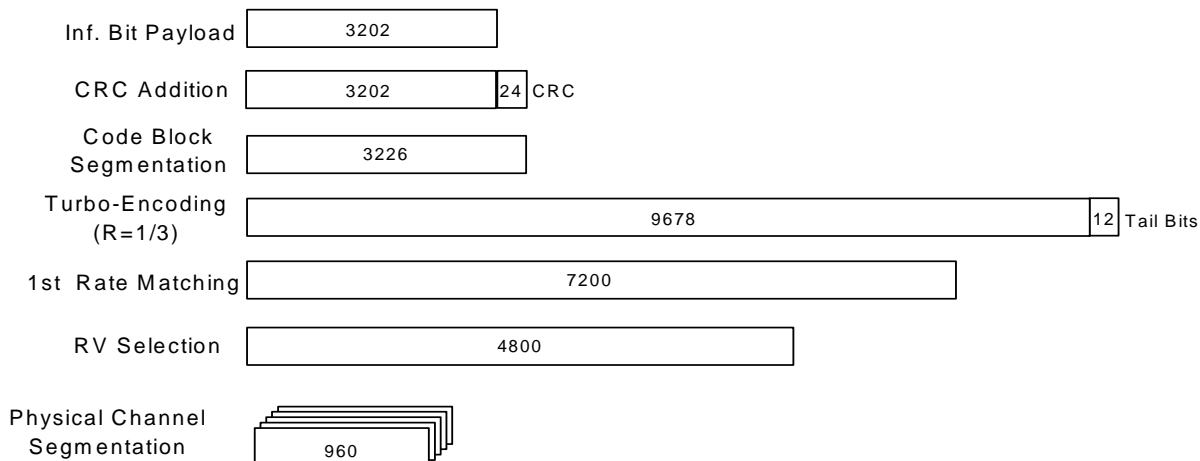 Inf. Bit Payload 3202
CRC Addition 3202 24 CRC
Code Block
Segmentation 3226
Turbo-Encoding
(R=1/3) 9678 12 Tail Bits
1st Rate Matching 7200
RV Selection 4800
Physical Channel
Segmentation 960